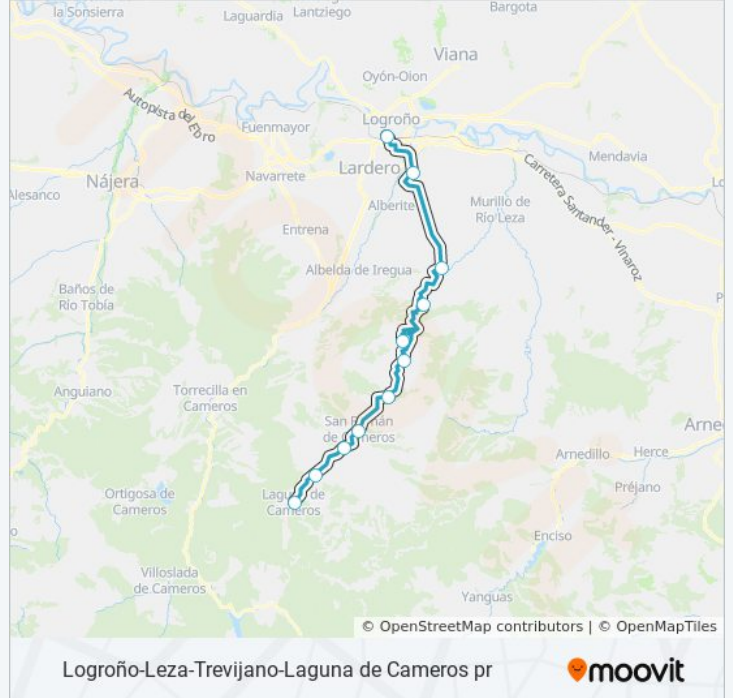 la Sonsierra
Laguardia
Lantziego
Bargota
Viana
Oyón-Oion
Autopista del Ebro
Logroño
Fuenmayor
Mendavia
Lardero
Navarrete
Nájera
Alesanco
Carretera Santander - Vinaroz
Murillo de
Río Leza
Alberite
Entrena
Albelda de Iregua
Baños de
Río Tobía
Anguiano
Torrecilla en
Cameros
San Román
de Cameros
Arne
Arnedillo
Herce
Préjano
Ortigosa de
Cameros
Laguna de
Cameros
Enciso
Villoslada
de Cameros
Yanguas
© OpenStreetMap contributors | © OpenMapTiles
Logroño-Leza-Trevijano-Laguna de Cameros pr
moovit